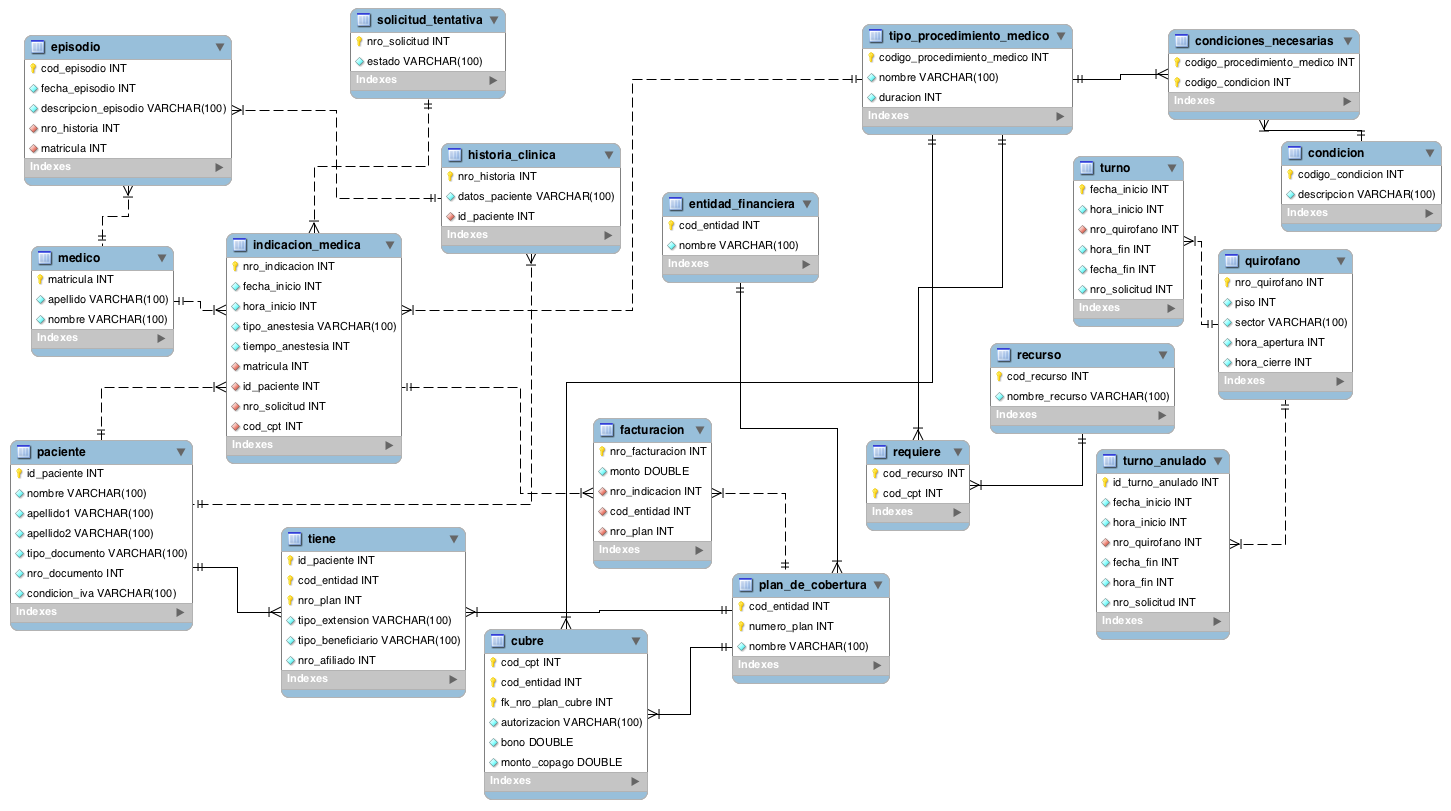 solicitud_tentativa
nro_solicitud INT
estado VARCHAR(100)
Indexes
episodio
cod_episodio INT
fecha_episodio INT
descripcion_episodio VARCHAR(100)
nro_historia INT
matricula INT
Indexes
tipo_procedimiento_medico
codigo_procedimiento_medico INT
nombre VARCHAR(100)
duracion INT
Indexes
condiciones_necesarias
codigo_procedimiento_medico INT
codigo_condicion INT
Indexes
historia_clinica
nro_historia INT
datos_paciente VARCHAR(100)
id_paciente INT
Indexes
condicion
codigo_condicion INT
descripcion VARCHAR(100)
Indexes
turno
fecha_inicio INT
hora_inicio INT
nro_quirofano INT
hora_fin INT
fecha_fin INT
nro_solicitud INT
Indexes
entidad_financiera
cod_entidad INT
nombre VARCHAR(100)
Indexes
indicacion_medica
nro_indicacion INT
fecha_inicio INT
hora_inicio INT
tipo_anestesia VARCHAR(100)
tiempo_anestesia INT
matricula INT
id_paciente INT
nro_solicitud INT
cod_cpt INT
Indexes
medico
matricula INT
apellido VARCHAR(100)
nombre VARCHAR(100)
Indexes
quirofano
nro_quirofano INT
piso INT
sector VARCHAR(100)
hora_apertura INT
hora_cierre INT
Indexes
recurso
cod_recurso INT
nombre_recurso VARCHAR(100)
Indexes
facturacion
nro_facturacion INT
monto DOUBLE
nro_indicacion INT
cod_entidad INT
nro_plan INT
Indexes
requiere
cod_recurso INT
cod_cpt INT
Indexes
paciente
id_paciente INT
nombre VARCHAR(100)
apellido1 VARCHAR(100)
apellido2 VARCHAR(100)
tipo_documento VARCHAR(100)
nro_documento INT
condicion_iva VARCHAR(100)
Indexes
turno_anulado
id_turno_anulado INT
fecha_inicio INT
hora_inicio INT
nro_quirofano INT
fecha_fin INT
hora_fin INT
nro_solicitud INT
Indexes
tiene
id_paciente INT
cod_entidad INT
nro_plan INT
tipo_extension VARCHAR(100)
tipo_beneficiario VARCHAR(100)
nro_afiliado INT
Indexes
plan_de_cobertura
cod_entidad INT
numero_plan INT
nombre VARCHAR(100)
Indexes
cubre
cod_cpt INT
cod_entidad INT
fk_nro_plan_cubre INT
autorizacion VARCHAR(100)
bono DOUBLE
monto_copago DOUBLE
Indexes